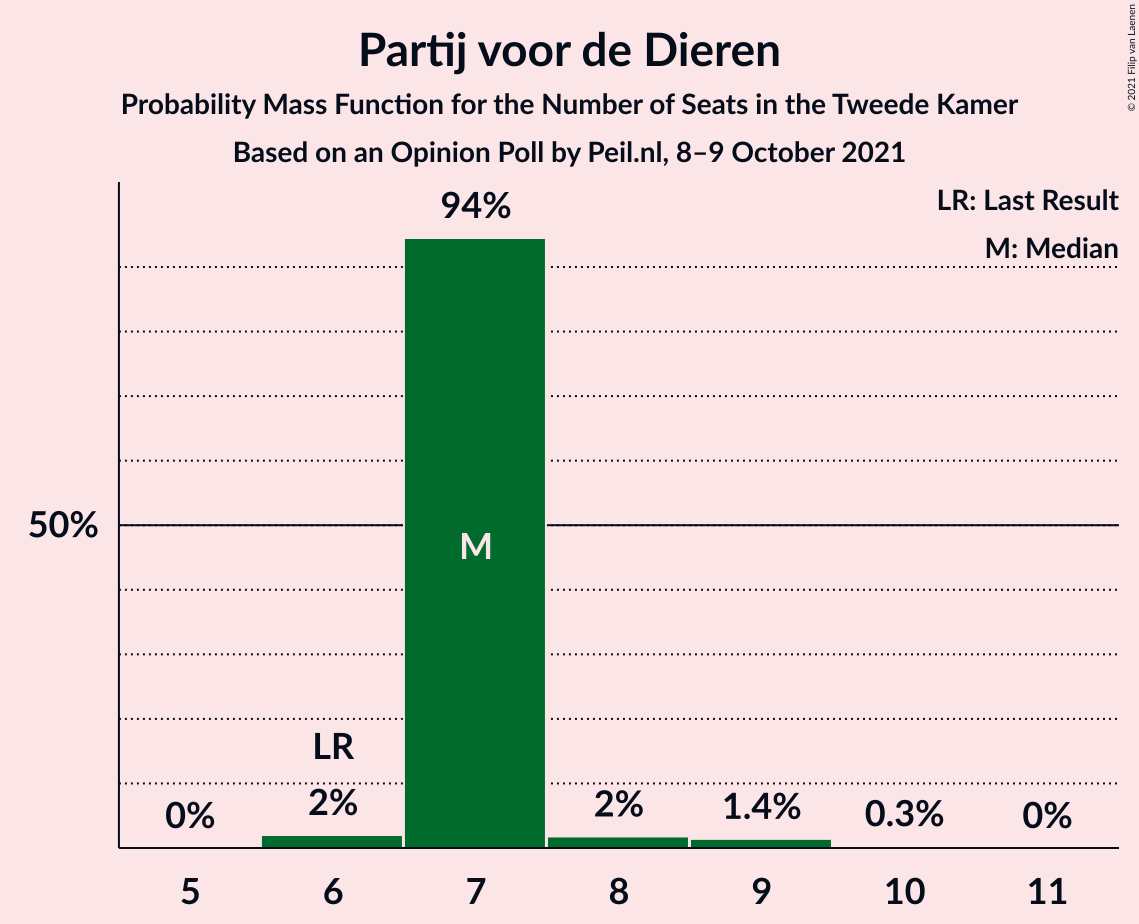 Partij voor de Dieren
Probability Mass Function for the Number of Seats in the Tweede Kamer
Based on an Opinion Poll by Peil.nl, 8–9 October 2021
© 2021 Filip van Laenen
LR: Last Result
M: Median
94%
50%
M
LR
0%
2%
2%
1.4%
0.3%
0%
5
6
7
8
9
10
11